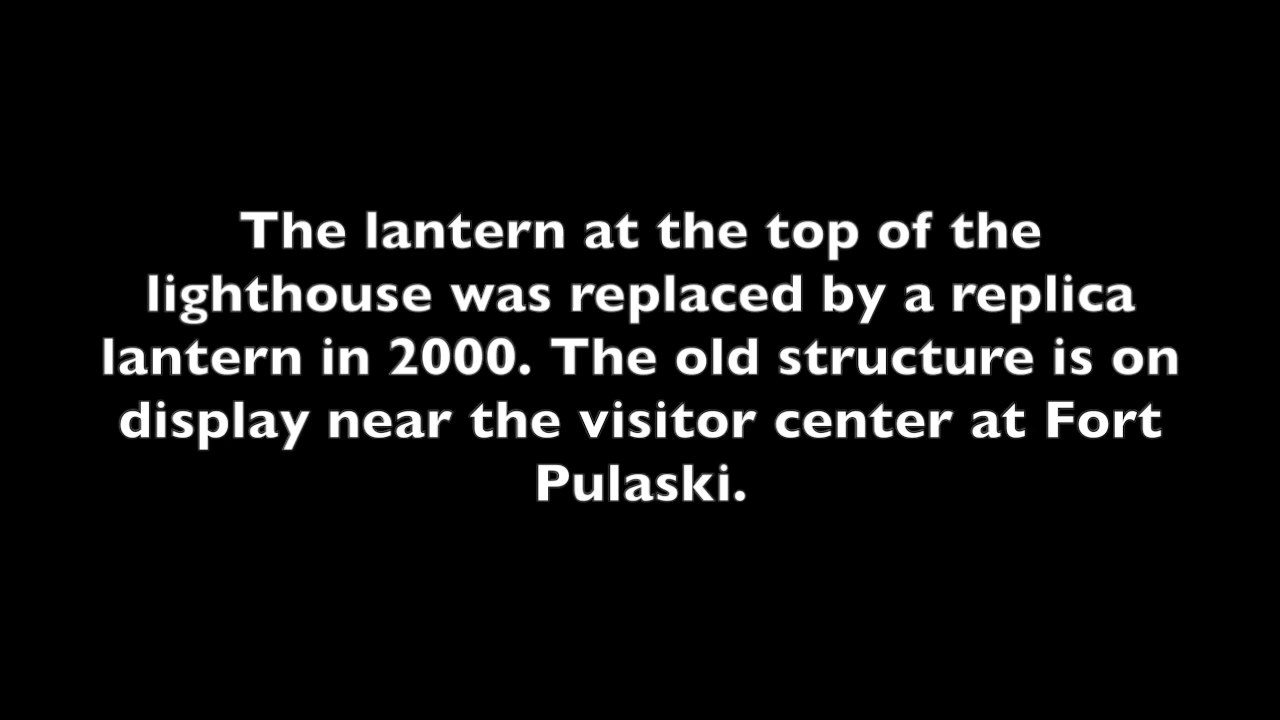 The lantern at the top of the
lighthouse was replaced by a replica
lantern in 2000. The old structure is on
display near the visitor center at Fort
Pulaski.